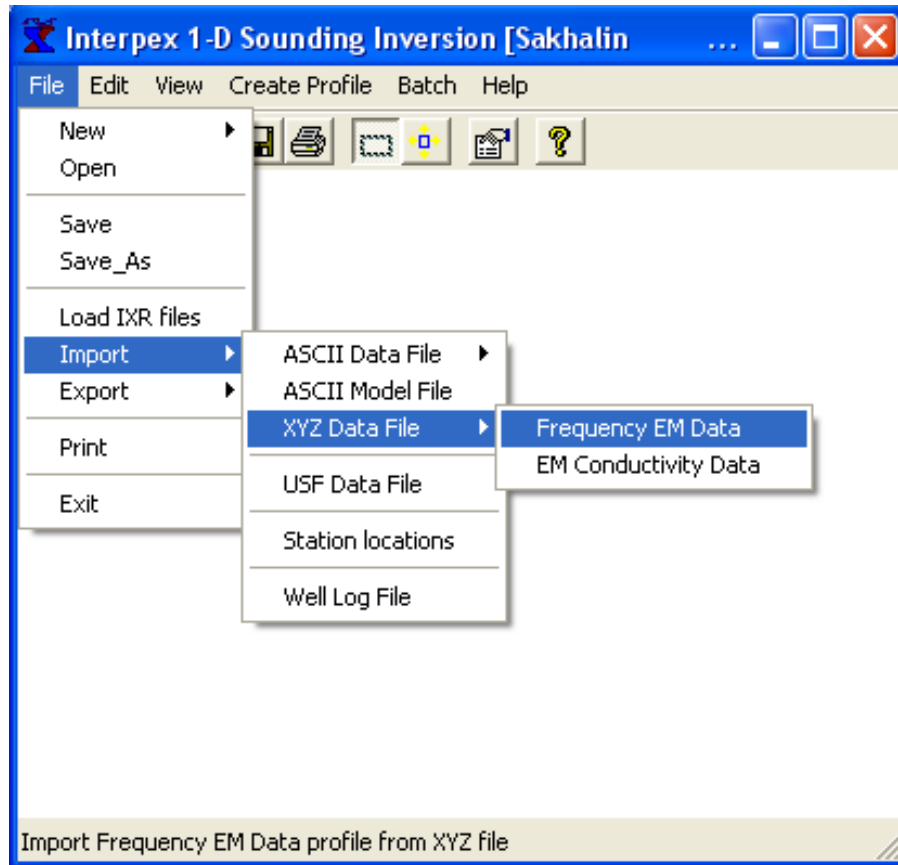 Interpex 1-D Sounding Inversion [Sakhalin ...
File Edit View Create Profile Batch Help
New
Open
Save
Save_As
Load IXR files
Import
Export
Print
Exit
ASCII Data File
ASCII Model File
XYZ Data File
USF Data File
Station locations
Well Log File
Frequency EM Data
EM Conductivity Data
Import Frequency EM Data profile from XYZ file